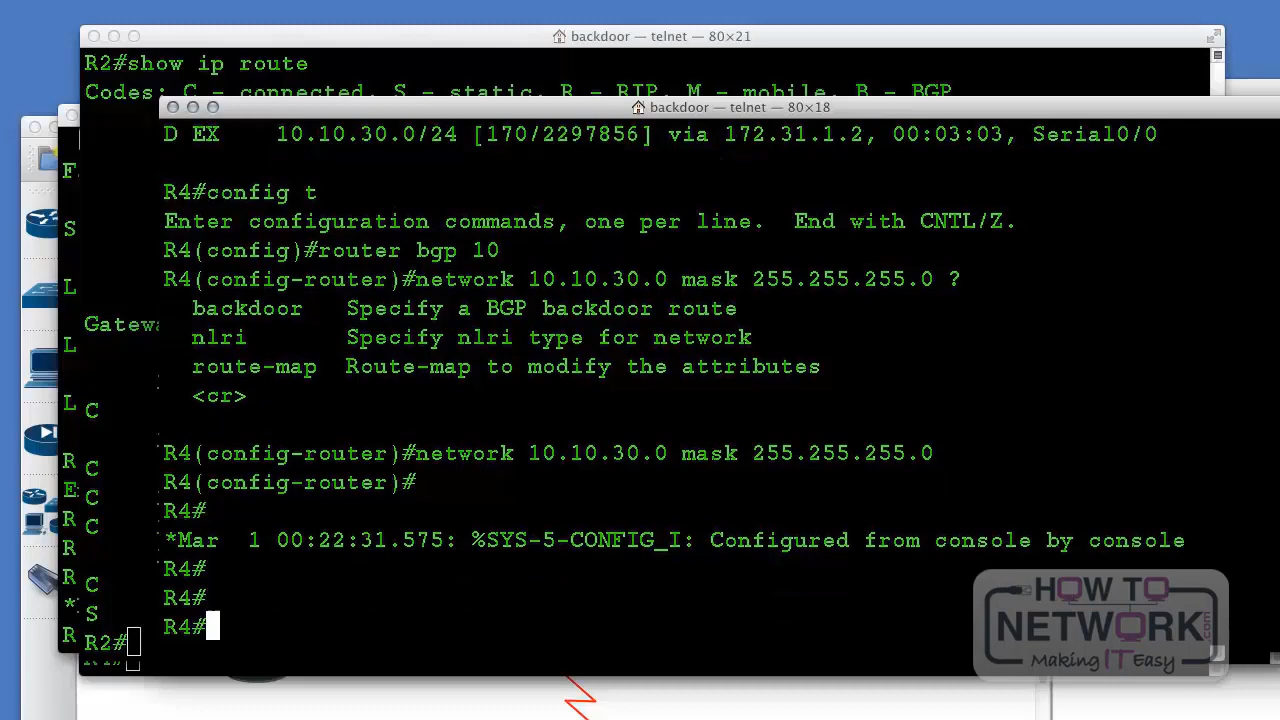 backdoor — telnet — 80×21
R2#show ip route
Codes: C - connected, S - static, R - RIP, M - mobile, B - BGP
backdoor — telnet — 80×18
D EX    10.10.30.0/24 [170/2297856] via 172.31.1.2, 00:03:03, Serial0/0
R4#config t
Enter configuration commands, one per line.  End with CNTL/Z.
R4(config)#router bgp 10
R4(config-router)#network 10.10.30.0 mask 255.255.255.0 ?
backdoor   Specify a BGP backdoor route
nlri       Specify nlri type for network
route-map  Route-map to modify the attributes
<cr>
R4(config-router)#network 10.10.30.0 mask 255.255.255.0
R4(config-router)#
R4#
*Mar  1 00:22:31.575: %SYS-5-CONFIG_I: Configured from console by console
R4#
R4#
R4#
F
S
L
Gatewa
L
L
C
R
C
E
C
R
C
R
R
C
*
S
R
R2#
HOW TO
NETWORK.com
Making IT Easy